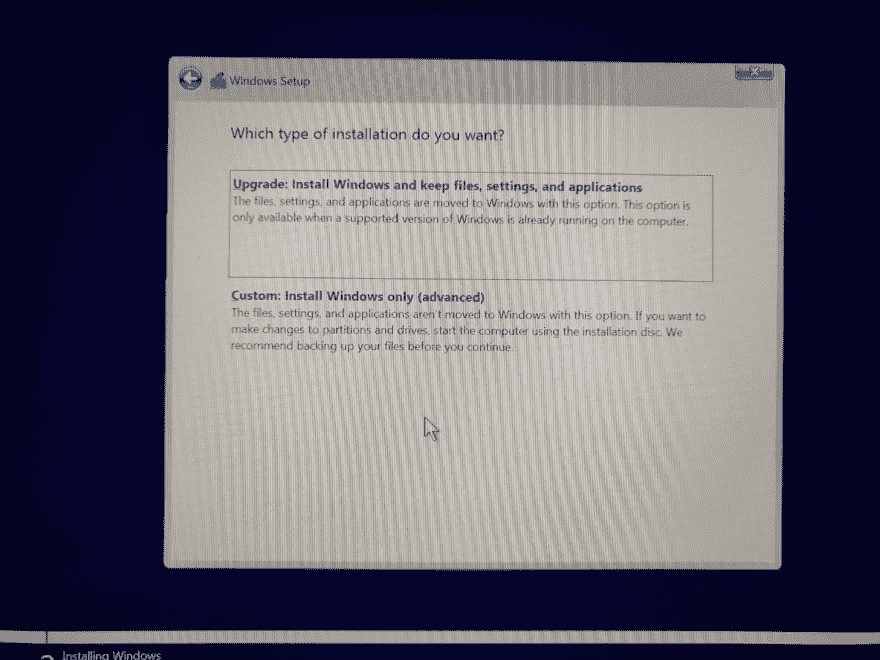 Windows Setup
Which type of installation do you want?
Upgrade: Install Windows and keep files, settings, and applications
The files, settings, and applications are moved to Windows with this option. This option is
only available when a supported version of Windows is already running on the computer.
Custom: Install Windows only (advanced)
The files, settings, and applications aren't moved to Windows with this option. If you want to
make changes to partitions and drives, start the computer using the installation disc. We
recommend backing up your files before you continue.
Installing Windows